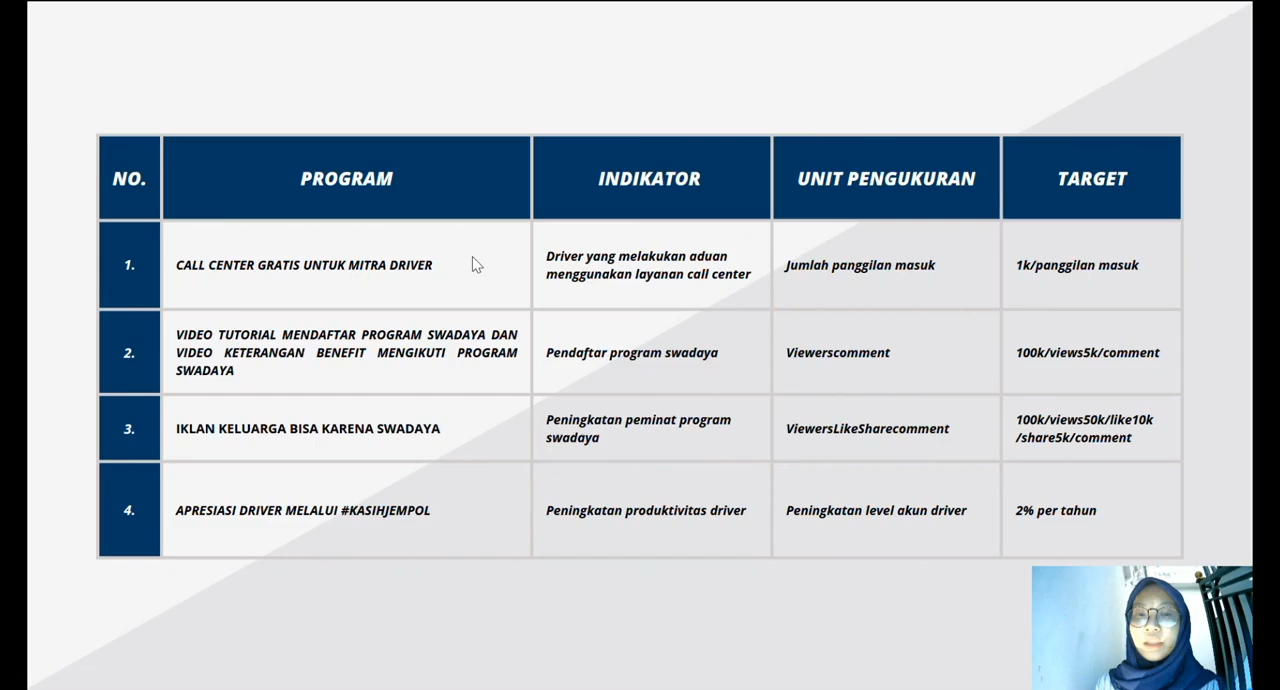 NO. PROGRAM INDIKATOR UNIT PENGUKURAN TARGET
1. CALL CENTER GRATIS UNTUK MITRA DRIVER
Driver yang melakukan aduan
menggunakan layanan call center
Jumlah panggilan masuk
1k/panggilan masuk
2. VIDEO TUTORIAL MENDAFTAR PROGRAM SWADAYA DAN
VIDEO KETERANGAN BENEFIT MENGIKUTI PROGRAM
SWADAYA
Pendaftar program swadaya
Viewerscomment
100k/views5k/comment
3. IKLAN KELUARGA BISA KARENA SWADAYA
Peningkatan peminat program
swadaya
ViewersLikeSharecomment
100k/views50k/like10k
/share5k/comment
4. APRESIASI DRIVER MELALUI #KASIHJEMPOL
Peningkatan produktivitas driver
Peningkatan level akun driver
2% per tahun